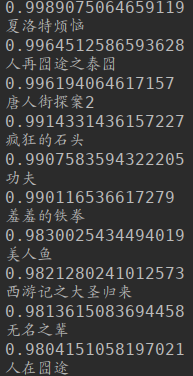 0.9989075064659119
夏洛特烦恼
0.9964512586593628
人再囧途之泰囧
0.996194064617157
唐人街探案2
0.9914331436157227
疯狂的石头
0.9907583594322205
功夫
0.990116536617279
羞羞的铁拳
0.9830025434494019
美人鱼
0.9821280241012573
西游记之大圣归来
0.9813615083694458
无名之辈
0.9804151058197021
人在囧途